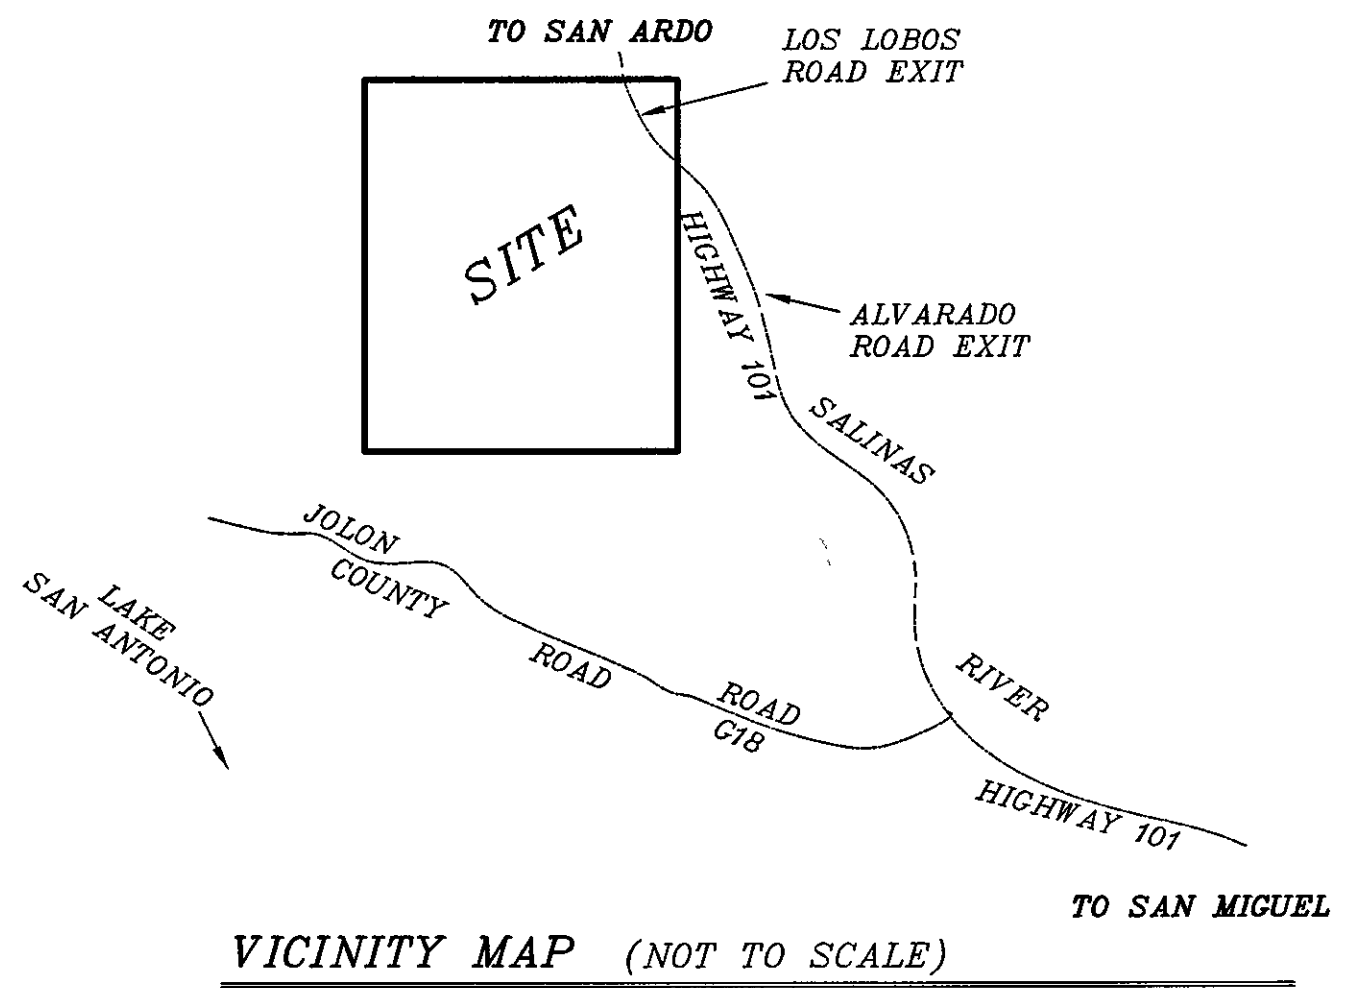 TO SAN ARDO
LOS LOBOS
ROAD EXIT
SITE
HIGHWAY 101
ALVARADO
ROAD EXIT
SALINAS
RIVER
JOLON
ROAD
COUNTY
ROAD
G18
LAKE
SAN ANTONIO
HIGHWAY 101
TO SAN MIGUEL
VICINITY MAP (NOT TO SCALE)